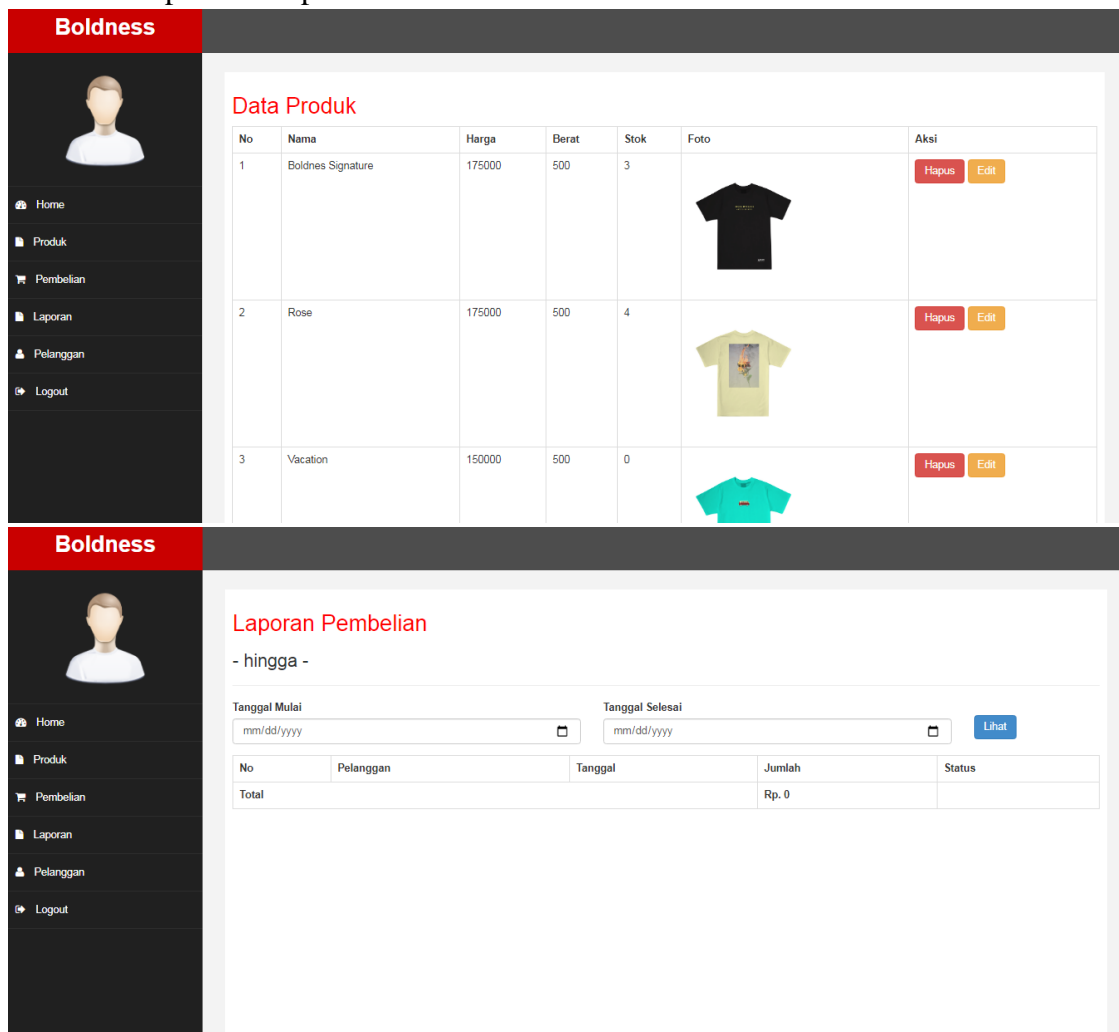 Boldness
Data Produk
No Nama Harga Berat Stok Foto Aksi
1 Boldnes Signature 175000 500 3 Hapus Edit
2 Rose 175000 500 4 Hapus Edit
3 Vacation 150000 500 0 Hapus Edit
Home
Produk
Pembelian
Laporan
Pelanggan
Logout
Boldness
Laporan Pembelian
- hingga -
Tanggal Mulai Tanggal Selesai
mm/dd/yyyy mm/dd/yyyy Lihat
No Pelanggan Tanggal Jumlah Status
Total Rp. 0
Home
Produk
Pembelian
Laporan
Pelanggan
Logout